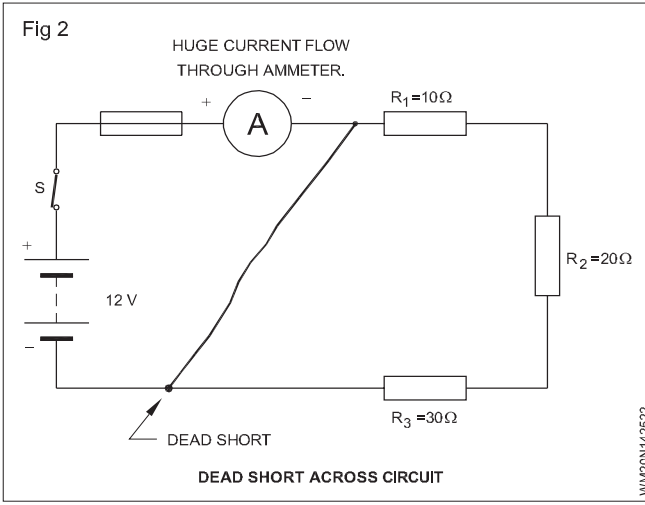 Fig 2
HUGE CURRENT FLOW
THROUGH AMMETER.
+
A
–
R1=10Ω
S
+
12 V
–
R2=20Ω
R3=30Ω
DEAD SHORT
DEAD SHORT ACROSS CIRCUIT